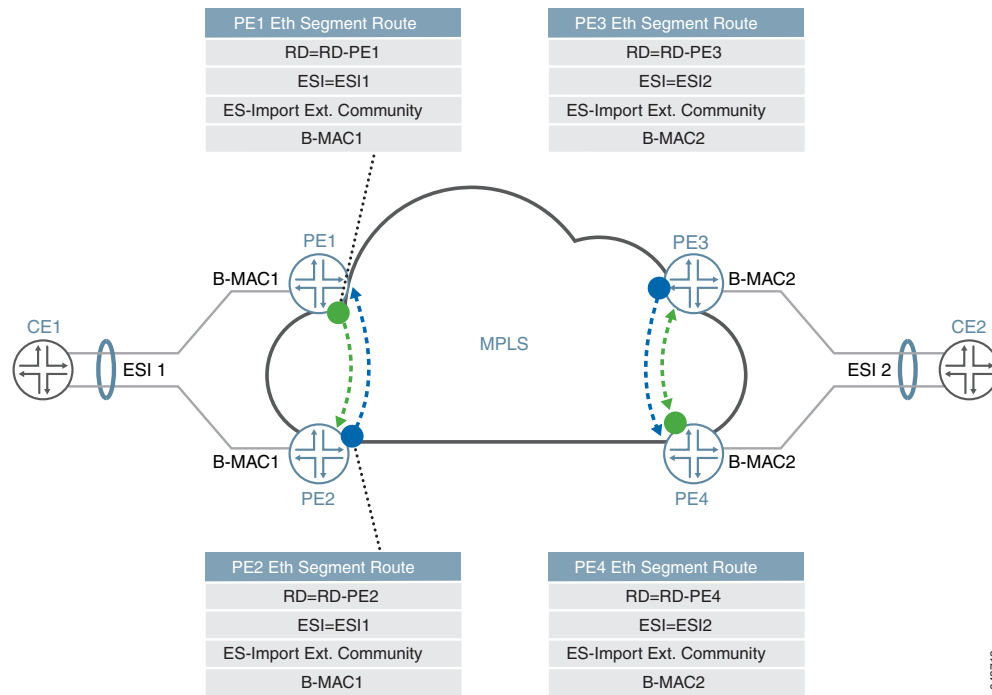 PE1 Eth Segment Route
RD=RD-PE1
ESI=ESI1
ES-Import Ext. Community
B-MAC1
PE3 Eth Segment Route
RD=RD-PE3
ESI=ESI2
ES-Import Ext. Community
B-MAC2
PE1
PE3
B-MAC1
B-MAC2
CE1
CE2
MPLS
ESI 1
ESI 2
B-MAC1
B-MAC2
PE2
PE4
PE2 Eth Segment Route
RD=RD-PE2
ESI=ESI1
ES-Import Ext. Community
B-MAC1
PE4 Eth Segment Route
RD=RD-PE4
ESI=ESI2
ES-Import Ext. Community
B-MAC2